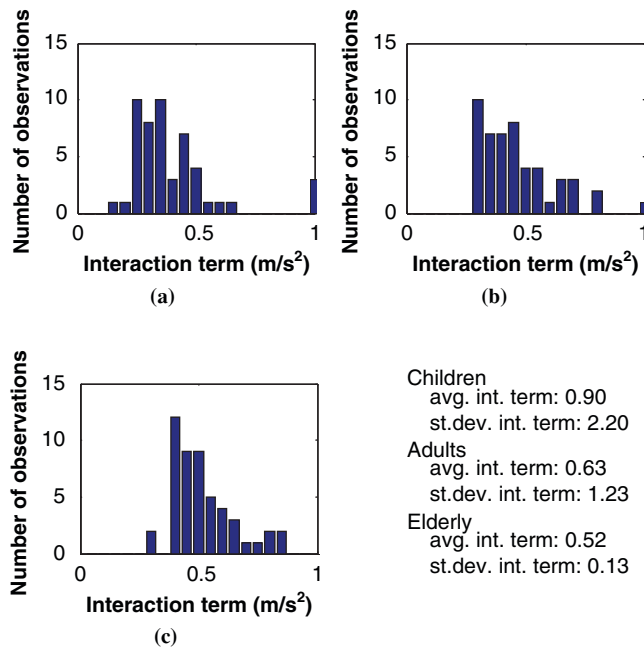 Number of observations
15
10
5
0
0 0.5 1
Interaction term (m/s²)
(a)
Number of observations
15
10
5
0
0 0.5 1
Interaction term (m/s²)
(b)
Number of observations
15
10
5
0
0 0.5 1
Interaction term (m/s²)
(c)
Children
avg. int. term: 0.90
st.dev. int. term: 2.20
Adults
avg. int. term: 0.63
st.dev. int. term: 1.23
Elderly
avg. int. term: 0.52
st.dev. int. term: 0.13